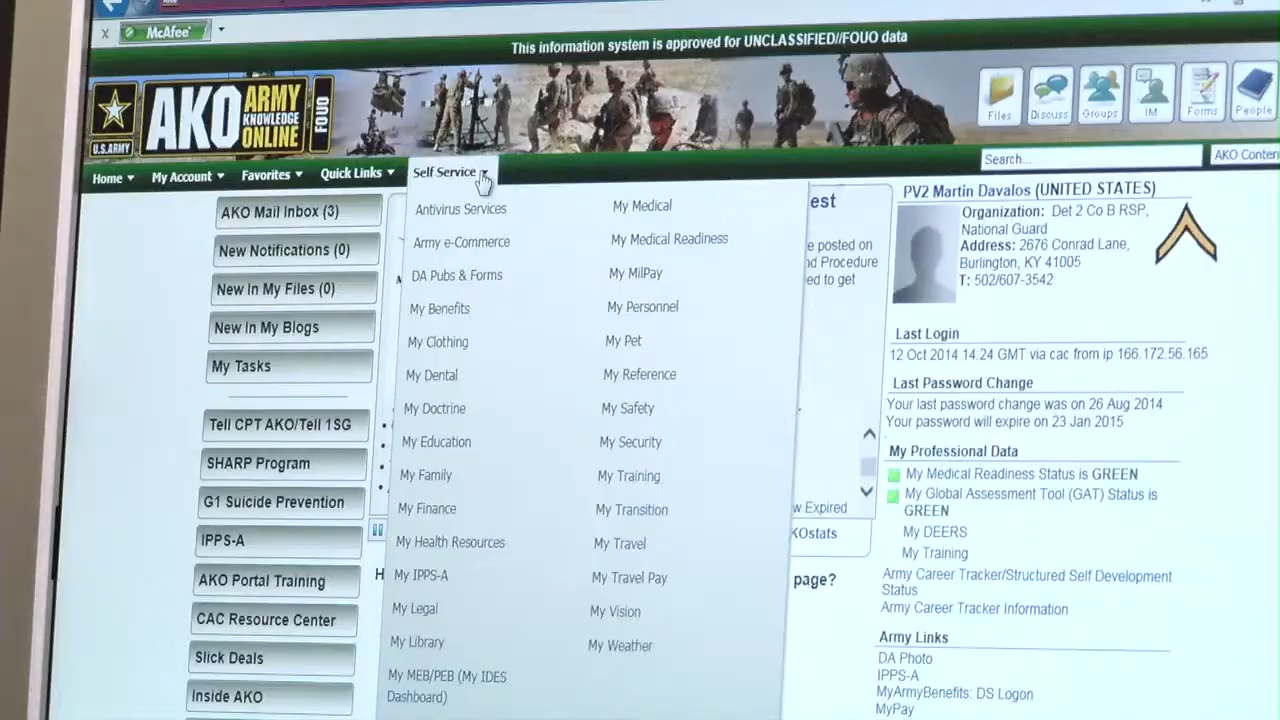 McAfee
This information system is approved for UNCLASSIFIED//FOUO data
U.S.ARMY
AKO
ARMY
KNOWLEDGE
ONLINE
FOUO
Files
Discuss
Groups
IM
Forms
People
Search...
Home
My Account
Favorites
Quick Links
Self Service
AKO Mail Inbox (3)
New Notifications (0)
New In My Files (0)
New In My Blogs
My Tasks
Tell CPT AKO/Tell 1SG
SHARP Program
G1 Suicide Prevention
IPPS-A
AKO Portal Training
CAC Resource Center
Slick Deals
Inside AKO
Antivirus Services
Army e-Commerce
DA Pubs & Forms
My Benefits
My Clothing
My Dental
My Doctrine
My Education
My Family
My Finance
My Health Resources
My IPPS-A
My Legal
My Library
My MEB/PEB (My IDES
Dashboard)
My Medical
My Medical Readiness
My MilPay
My Personnel
My Pet
My Reference
My Safety
My Security
My Training
My Transition
My Travel
My Travel Pay
My Vision
My Weather
e posted on
Procedure
ed to get
Expired
page?
PV2 Martin Davalos (UNITED STATES)
Organization: Det 2 Co B RSP,
National Guard
Address: 2676 Conrad Lane,
Burlington, KY 41005
T: 502/607-3542
Last Login
12 Oct 2014 14:24 GMT via cac from ip 166.172.56.165
Last Password Change
Your last password change was on 26 Aug 2014
Your password will expire on 23 Jan 2015
My Professional Data
My Medical Readiness Status is GREEN
My Global Assessment Tool (GAT) Status is
GREEN
My DEERS
My Training
Army Career Tracker/Structured Self Development
Status
Army Career Tracker Information
Army Links
DA Photo
IPPS-A
MyArmyBenefits: DS Logon
MyPay